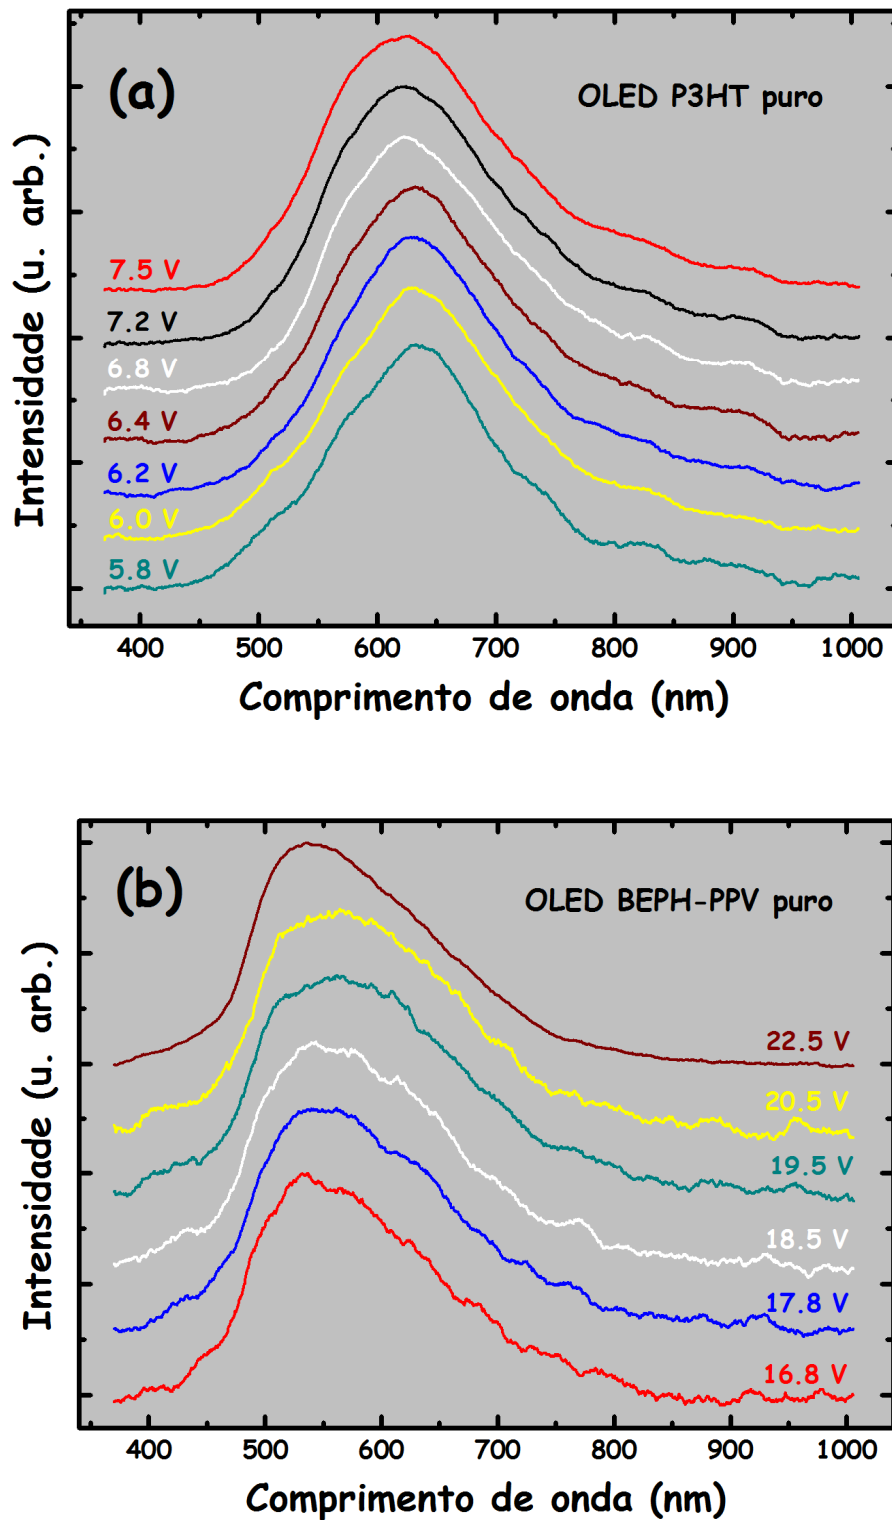 (a)
OLED P3HT puro
Intensidade (u. arb.)
7.5 V
7.2 V
6.8 V
6.4 V
6.2 V
6.0 V
5.8 V
400 500 600 700 800 900 1000
Comprimento de onda (nm)
(b)
OLED BEPH-PPV puro
Intensidade (u. arb.)
22.5 V
20.5 V
19.5 V
18.5 V
17.8 V
16.8 V
400 500 600 700 800 900 1000
Comprimento de onda (nm)